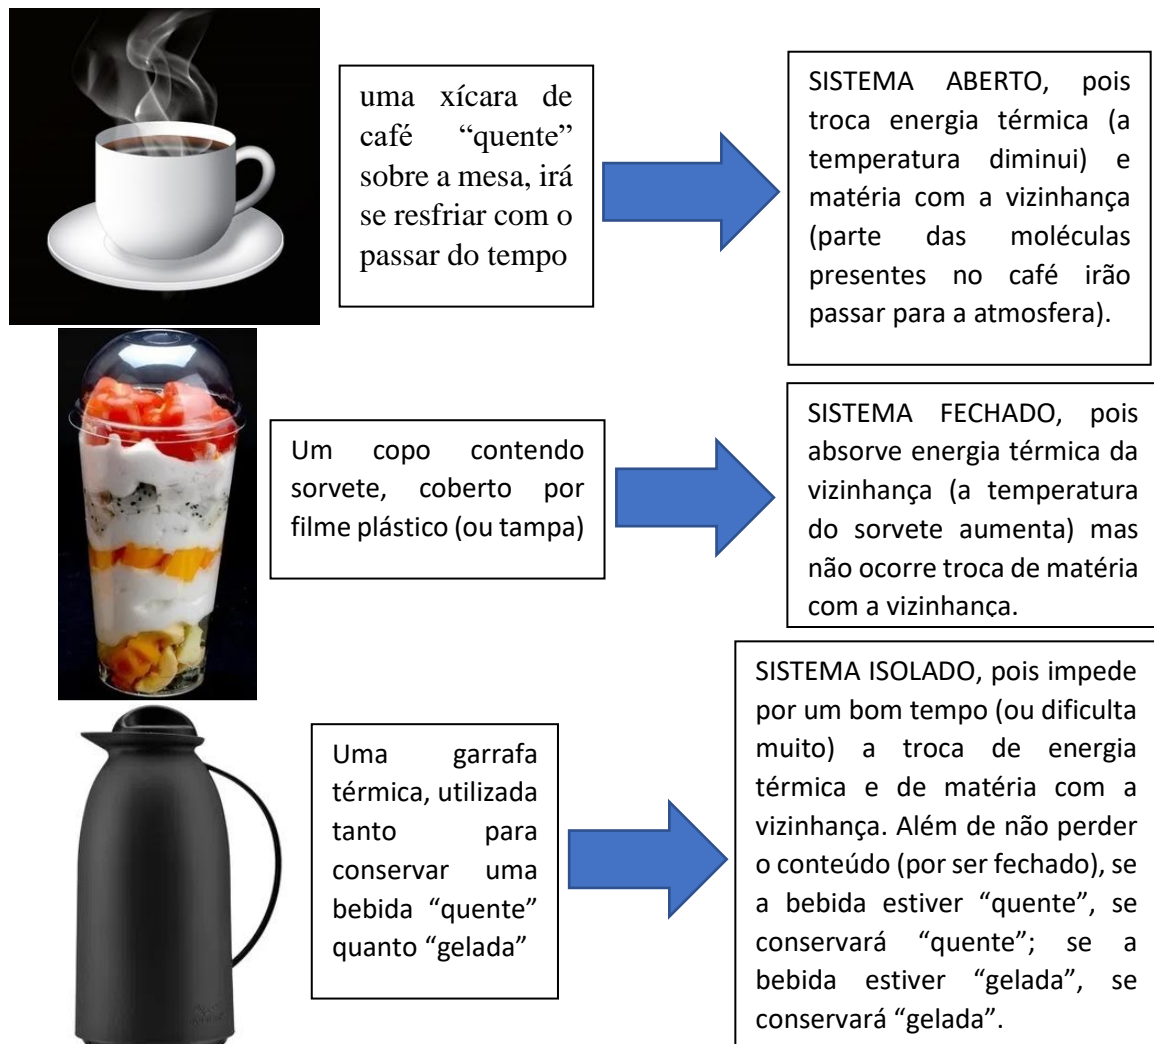 uma xícara de
café “quente”
sobre a mesa, irá
se resfriar com o
passar do tempo
SISTEMA ABERTO, pois
troca energia térmica (a
temperatura diminui) e
matéria com a vizinhança
(parte das moléculas
presentes no café irão
passar para a atmosfera).
Um copo contendo
sorvete, coberto por
filme plástico (ou tampa)
SISTEMA FECHADO, pois
absorve energia térmica da
vizinhança (a temperatura
do sorvete aumenta) mas
não ocorre troca de matéria
com a vizinhança.
Uma garrafa
térmica, utilizada
tanto para
conservar uma
bebida “quente”
quanto “gelada”
SISTEMA ISOLADO, pois impede
por um bom tempo (ou dificulta
muito) a troca de energia
térmica e de matéria com a
vizinhança. Além de não perder
o conteúdo (por ser fechado), se
a bebida estiver “quente”, se
conservará “quente”; se a
bebida estiver “gelada”, se
conservará “gelada”.